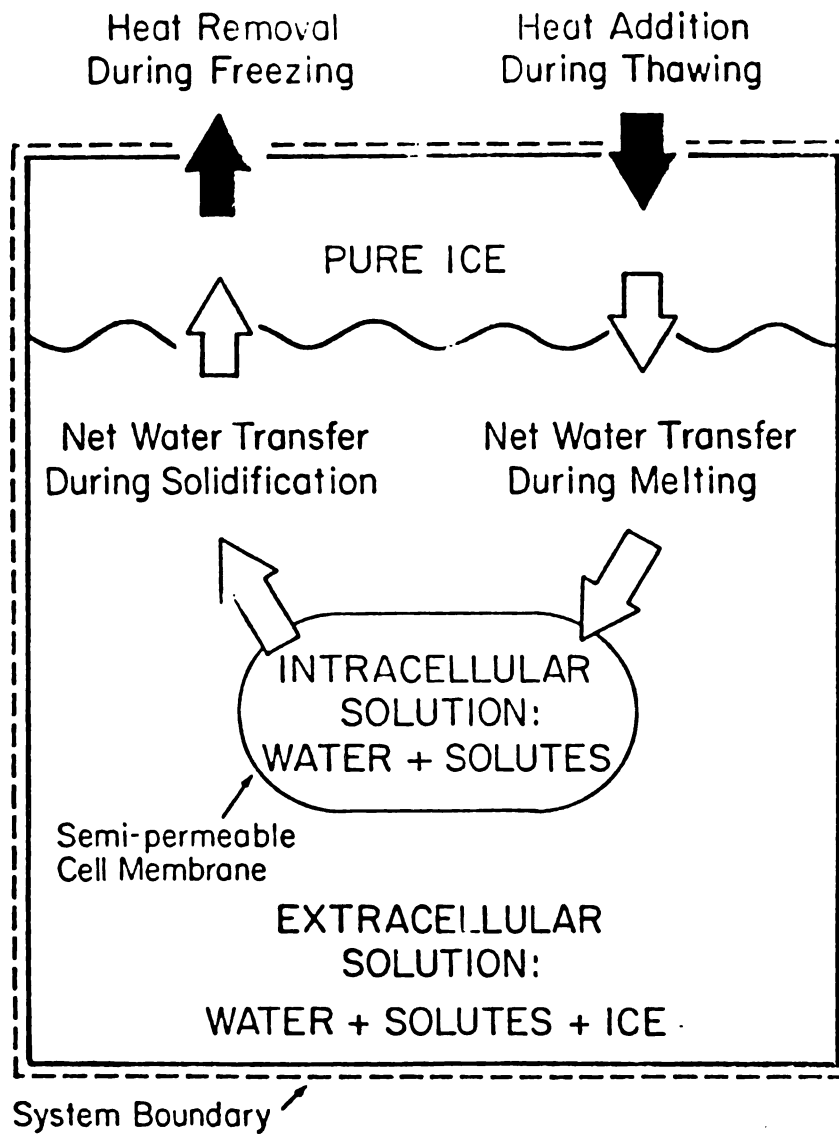 Heat Removal
During Freezing
Heat Addition
During Thawing
PURE ICE
Net Water Transfer
During Solidification
Net Water Transfer
During Melting
INTRACELLULAR
SOLUTION:
WATER + SOLUTES
Semi-permeable
Cell Membrane
EXTRACELLULAR
SOLUTION:
WATER + SOLUTES + ICE
System Boundary